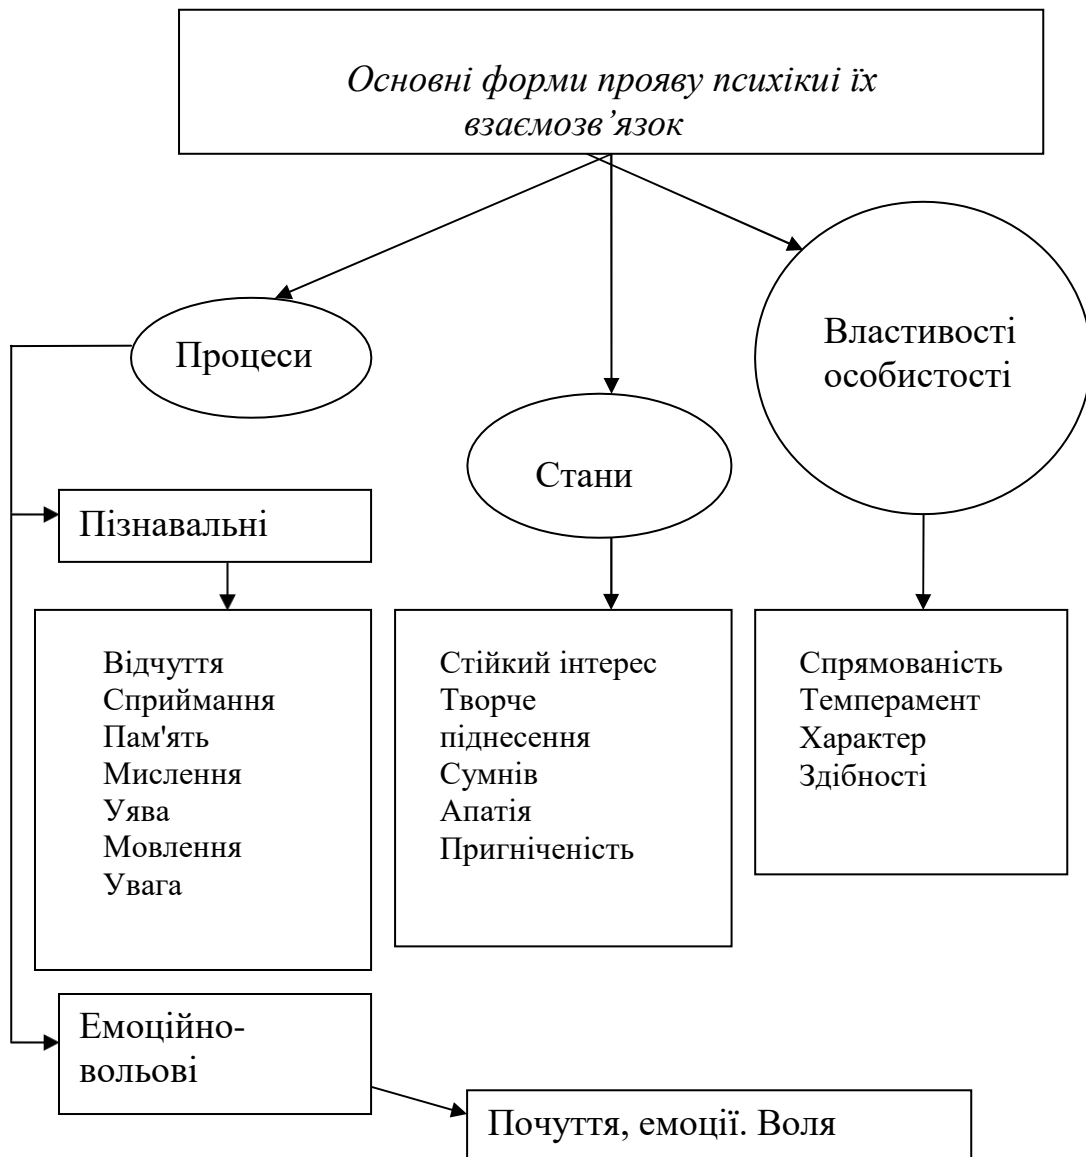 Основні форми прояву психікиі їх
взаємозв’язок
Процеси
Властивості
особистості
Стани
Пізнавальні
Відчуття
Сприймання
Пам'ять
Мислення
Уява
Мовлення
Увага
Стійкий інтерес
Творче
піднесення
Сумнів
Апатія
Пригніченість
Спрямованість
Темперамент
Характер
Здібності
Емоційно-
вольові
Почуття, емоції. Воля